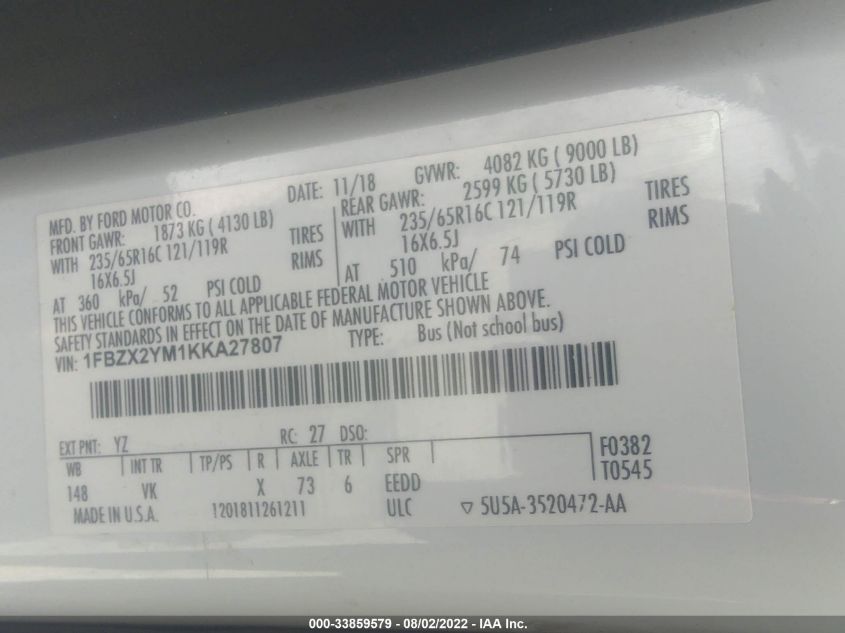 MFD. BY FORD MOTOR CO. DATE: 11/18 GVWR: 4082 KG ( 9000 LB)
FRONT GAWR: 1873 KG ( 4130 LB) REAR GAWR: 2599 KG ( 5730 LB)
WITH 235/65R16C 121/119R TIRES WITH 235/65R16C 121/119R TIRES
16X6.5J RIMS 16X6.5J RIMS
AT 360 kPa/ 52 PSI COLD AT 510 kPa/ 74 PSI COLD
THIS VEHICLE CONFORMS TO ALL APPLICABLE FEDERAL MOTOR VEHICLE
SAFETY STANDARDS IN EFFECT ON THE DATE OF MANUFACTURE SHOWN ABOVE.
VIN: 1FBZX2YM1KKA27807 TYPE: Bus (Not school bus)
EXT PNT: YZ RC: 27 DSO:
WB INT TR TP/PS R AXLE TR SPR F0382
148 VK X 73 6 EEDD T0545
MADE IN U.S.A. 1201811261211 ULC ▽ 5U5A-3520472-AA
000-33859579 - 08/02/2022 - IAA Inc.